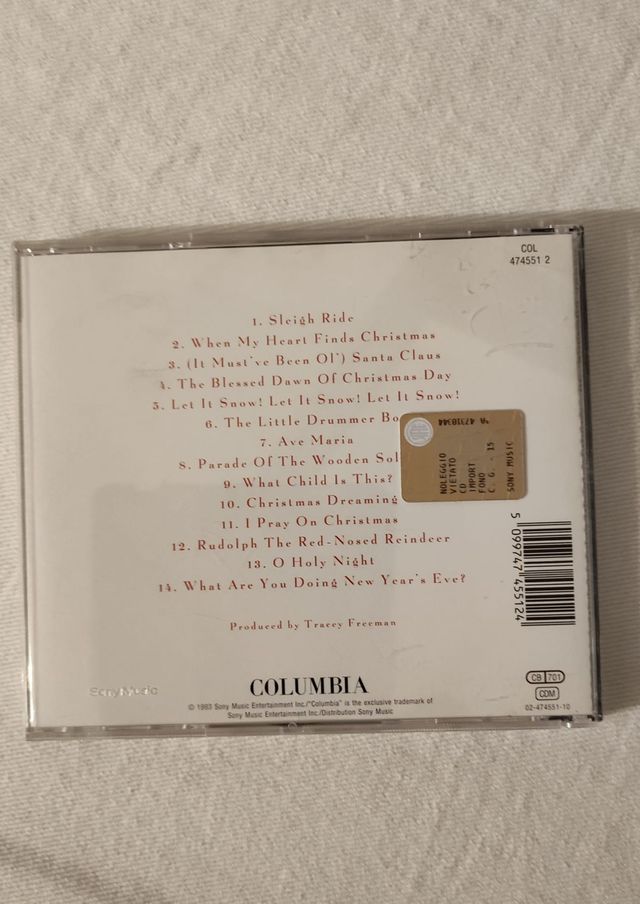 COL
474551 2
1. Sleigh Ride
2. When My Heart Finds Christmas
3. (It Must've Been Ol') Santa Claus
4. The Blessed Dawn Of Christmas Day
5. Let It Snow! Let It Snow! Let It Snow!
6. The Little Drummer Bo
7. Ave Maria
8. Parade Of The Wooden Sol
9. What Child Is This?
10. Christmas Dreaming
11. I Pray On Christmas
12. Rudolph The Red-Nosed Reindeer
13. O Holy Night
14. What Are You Doing New Year's Eve?
Produced by Tracey Freeman
NOLEGGIO
VIETATO
CD
IMPORT
FONO
C. G. - 15
SONY MUSIC
47310344
5 099747 455124
Sony Music
COLUMBIA
© 1993 Sony Music Entertainment Inc./"Columbia" is the exclusive trademark of
Sony Music Entertainment Inc./Distribution Sony Music
CB 701
CDM
02-474551-10